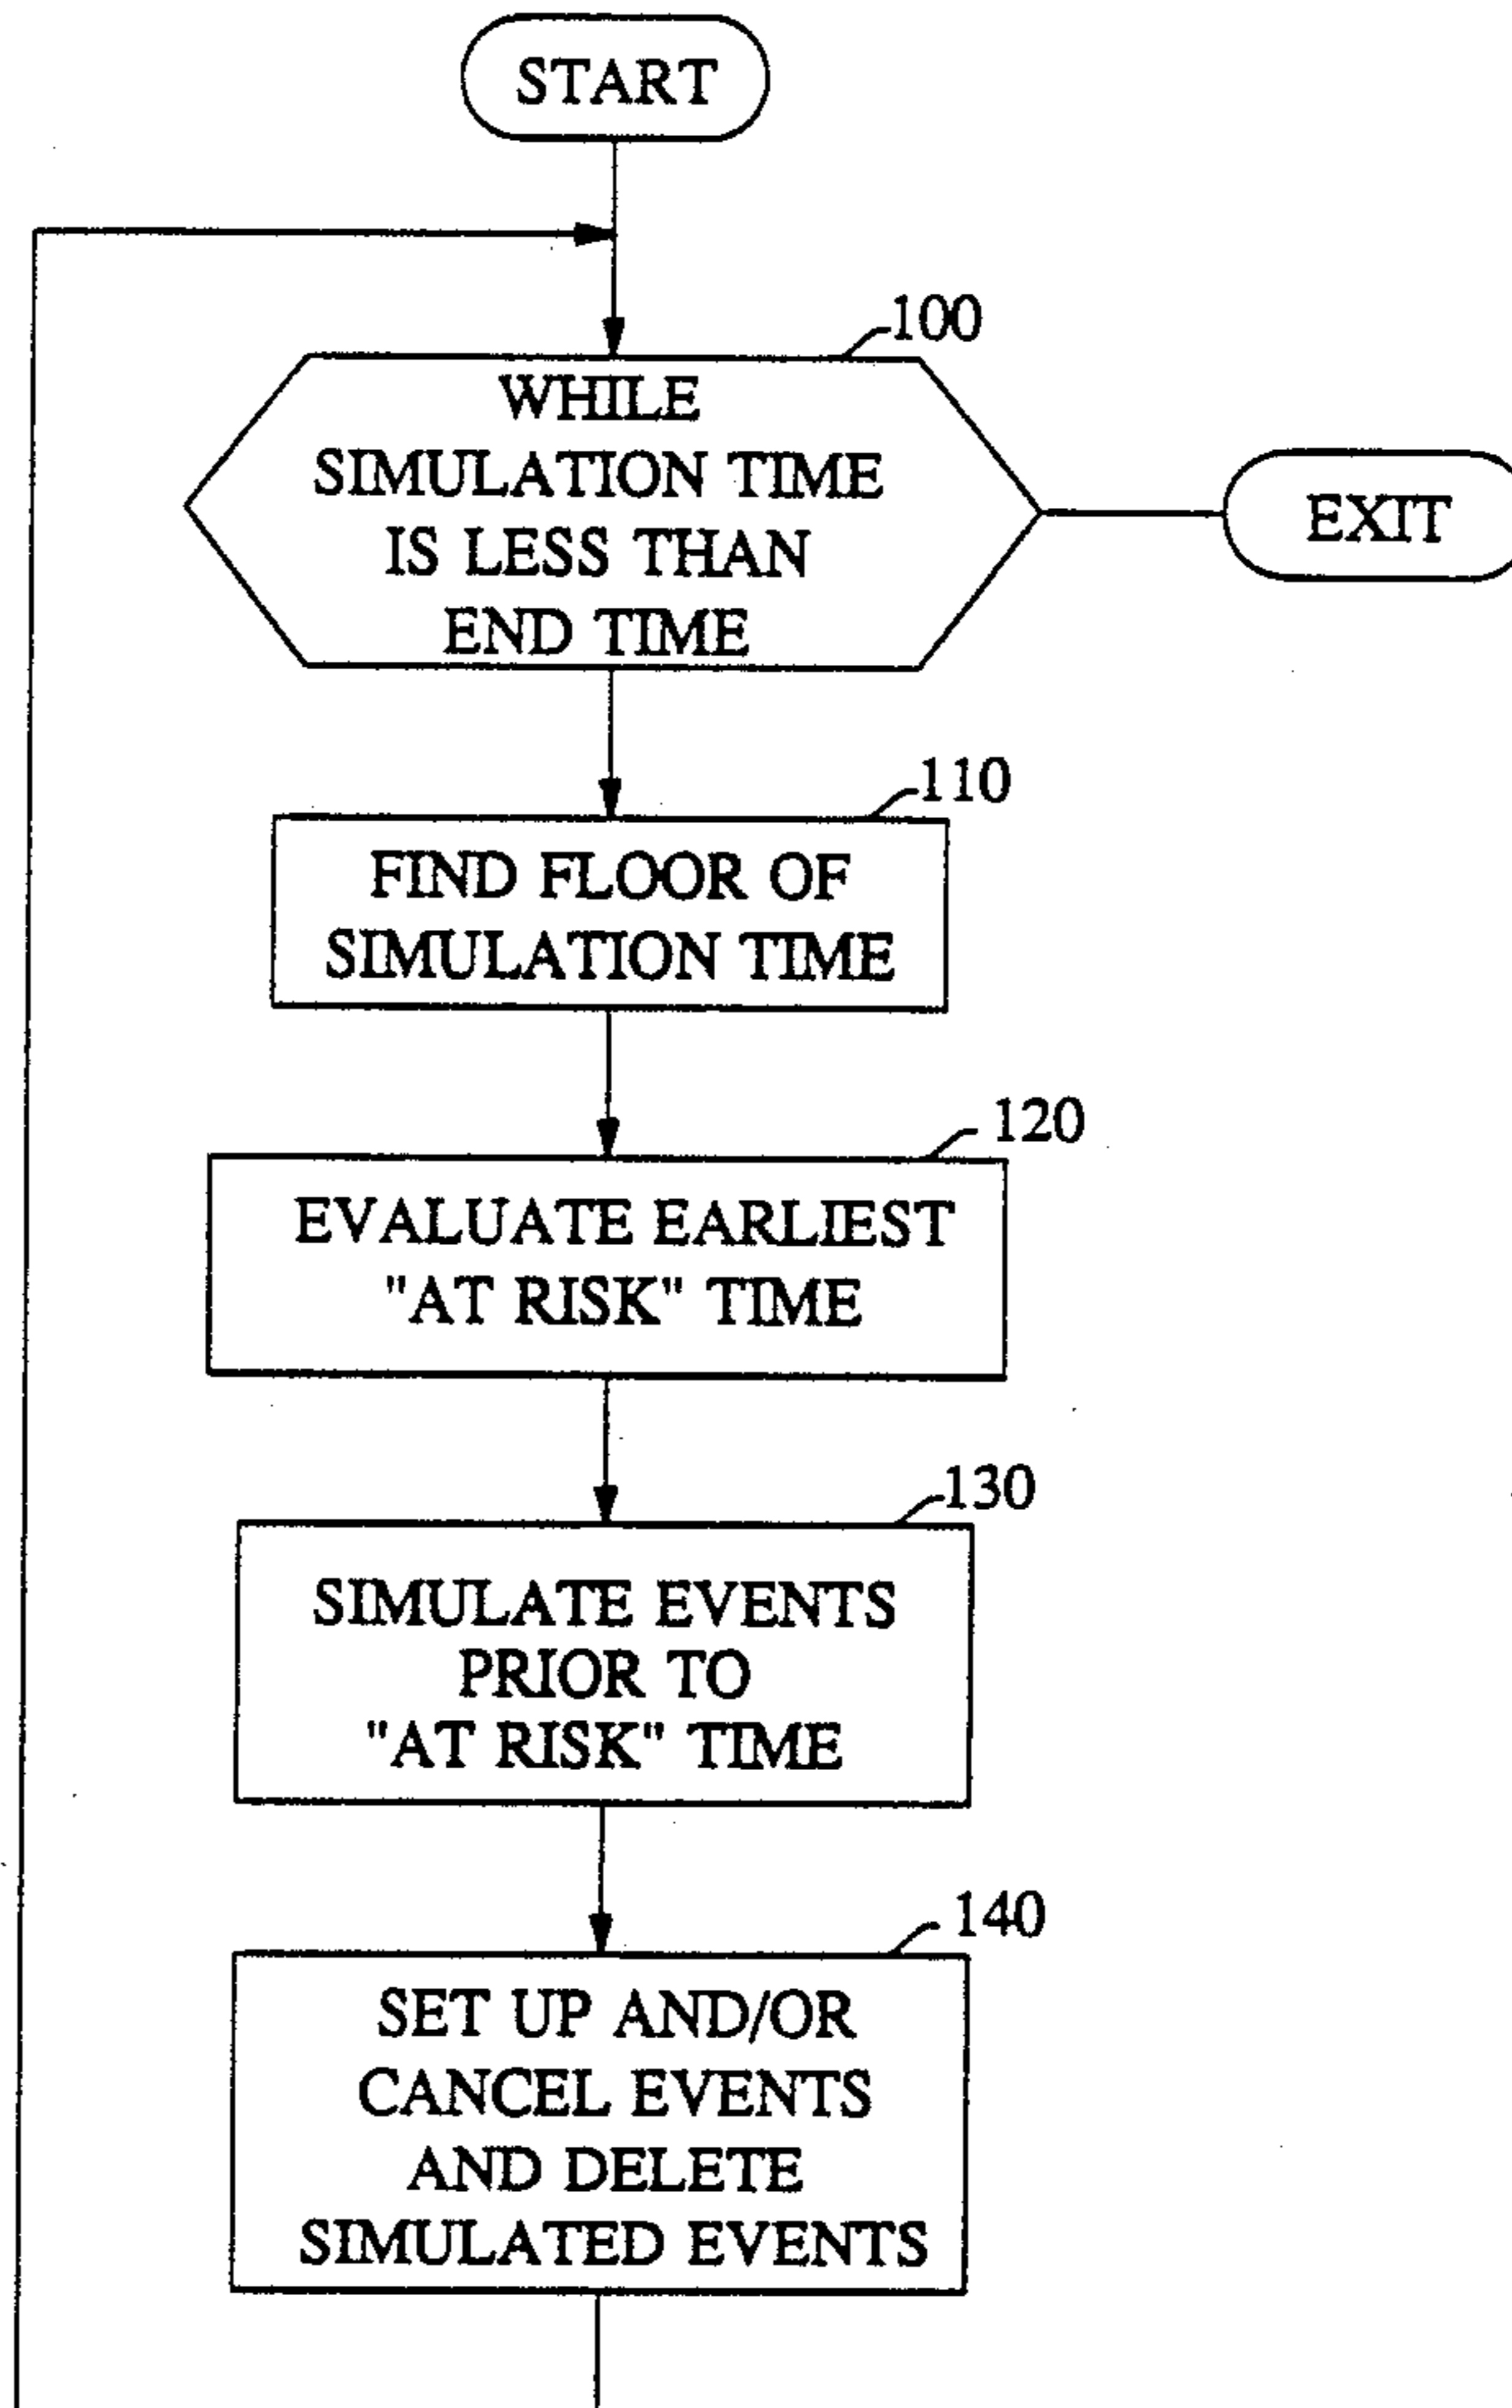 START
100
WHILE
SIMULATION TIME
IS LESS THAN
END TIME
EXIT
110
FIND FLOOR OF
SIMULATION TIME
120
EVALUATE EARLIEST
"AT RISK" TIME
130
SIMULATE EVENTS
PRIOR TO
"AT RISK" TIME
140
SET UP AND/OR
CANCEL EVENTS
AND DELETE
SIMULATED EVENTS